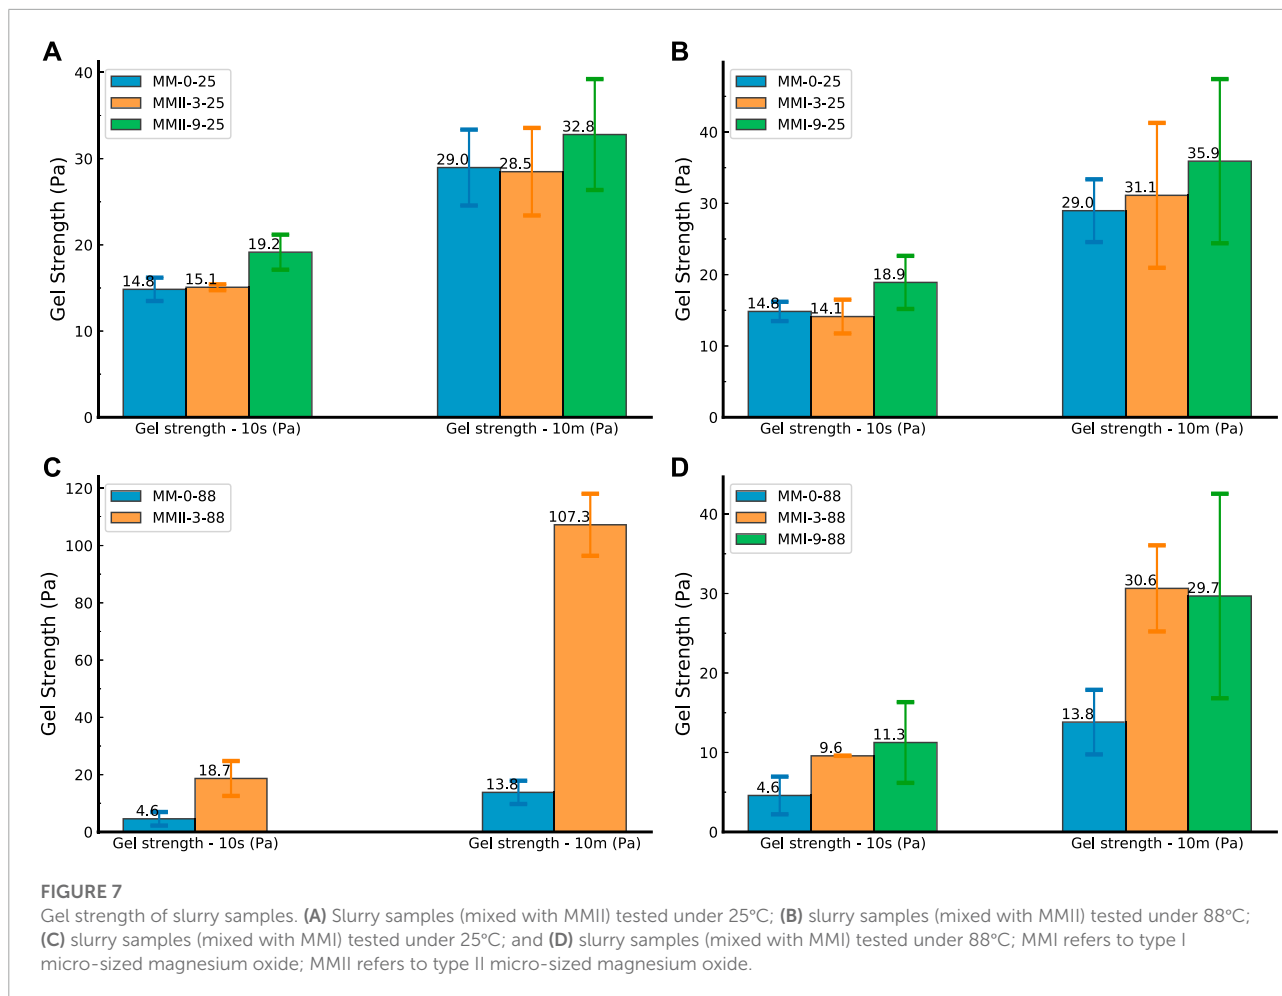 A
MM-0-25
MMII-3-25
MMII-9-25
Gel Strength (Pa)
40
30
20
10
0
14.8
15.1
19.2
29.0
28.5
32.8
Gel strength - 10s (Pa)
Gel strength - 10m (Pa)
B
MM-0-25
MMI-3-25
MMI-9-25
Gel Strength (Pa)
40
30
20
10
0
14.8
14.1
18.9
29.0
31.1
35.9
Gel strength - 10s (Pa)
Gel strength - 10m (Pa)
C
MM-0-88
MMII-3-88
Gel Strength (Pa)
120
100
80
60
40
20
0
4.6
18.7
13.8
107.3
Gel strength - 10s (Pa)
Gel strength - 10m (Pa)
D
MM-0-88
MMI-3-88
MMI-9-88
Gel Strength (Pa)
40
30
20
10
0
4.6
9.6
11.3
13.8
30.6
29.7
Gel strength - 10s (Pa)
Gel strength - 10m (Pa)
FIGURE 7
Gel strength of slurry samples. (A) Slurry samples (mixed with MMII) tested under 25°C; (B) slurry samples (mixed with MMII) tested under 88°C;
(C) slurry samples (mixed with MMI) tested under 25°C; and (D) slurry samples (mixed with MMI) tested under 88°C; MMI refers to type I
micro-sized magnesium oxide; MMII refers to type II micro-sized magnesium oxide.